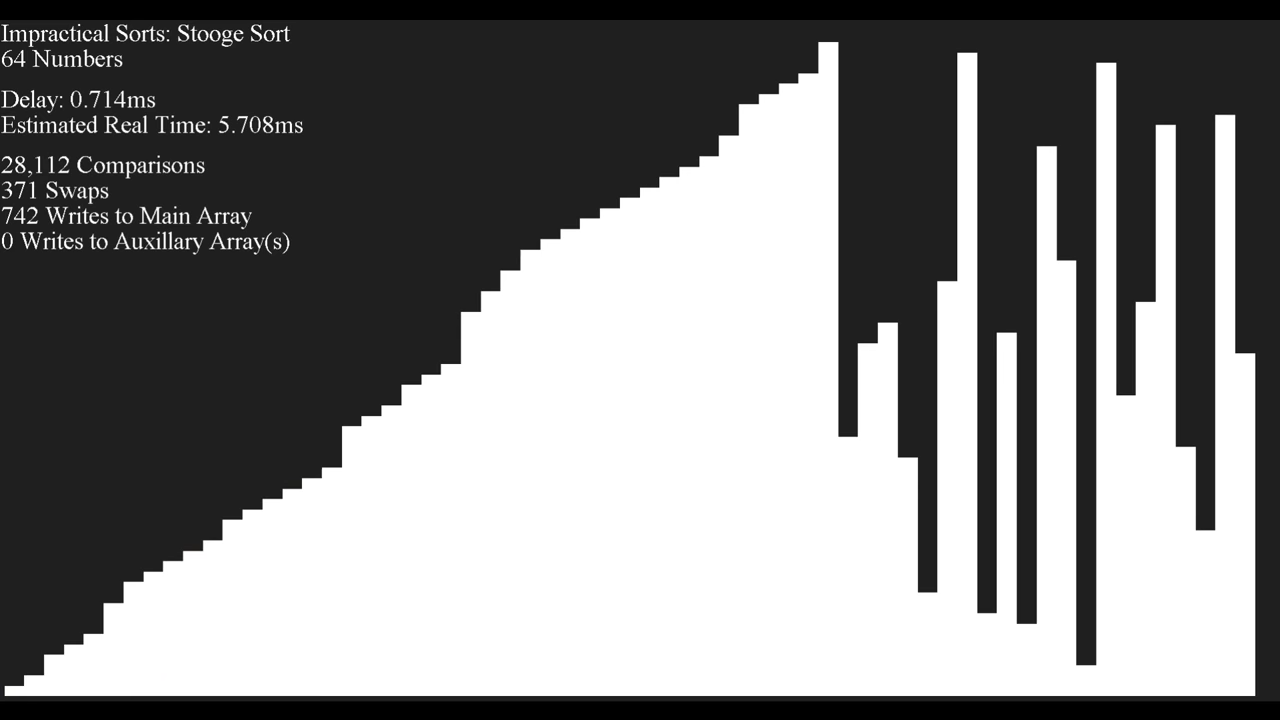 Impractical Sorts: Stooge Sort
64 Numbers
Delay: 0.714ms
Estimated Real Time: 5.708ms
28,112 Comparisons
371 Swaps
742 Writes to Main Array
0 Writes to Auxillary Array(s)